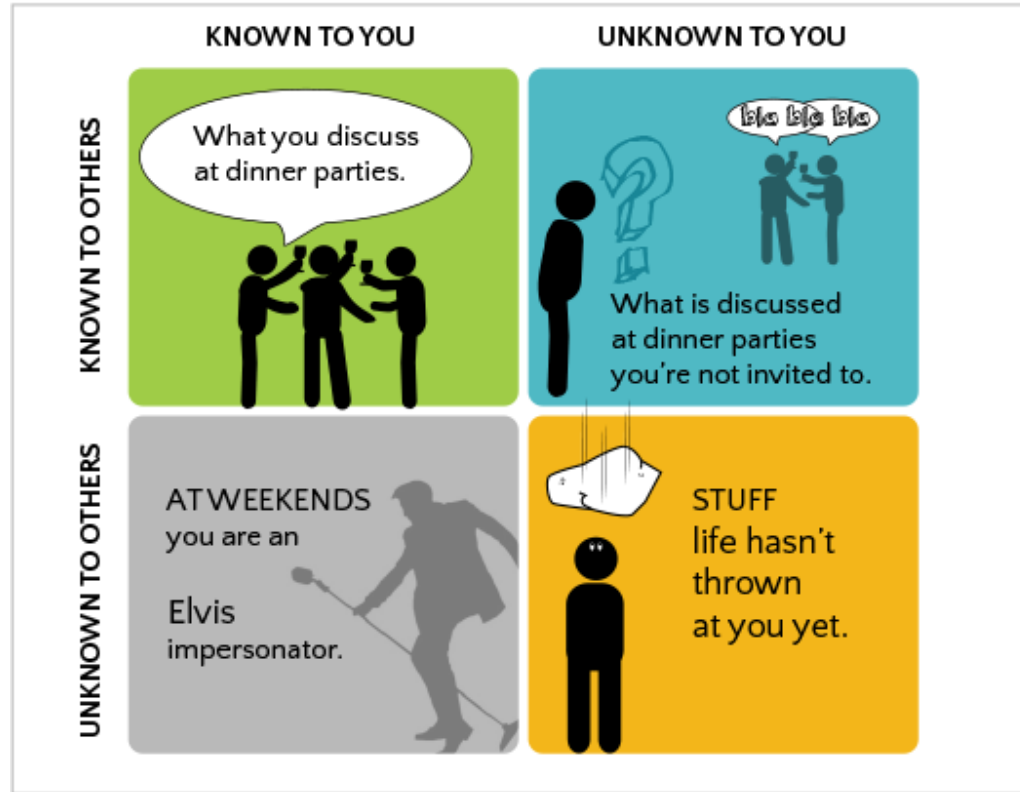 KNOWN TO YOU
UNKNOWN TO YOU
KNOWN TO OTHERS
What you discuss
at dinner parties.
bla bla bla
What is discussed
at dinner parties
you're not invited to.
UNKNOWN TO OTHERS
AT WEEKENDS
you are an
Elvis
impersonator.
STUFF
life hasn't
thrown
at you yet.